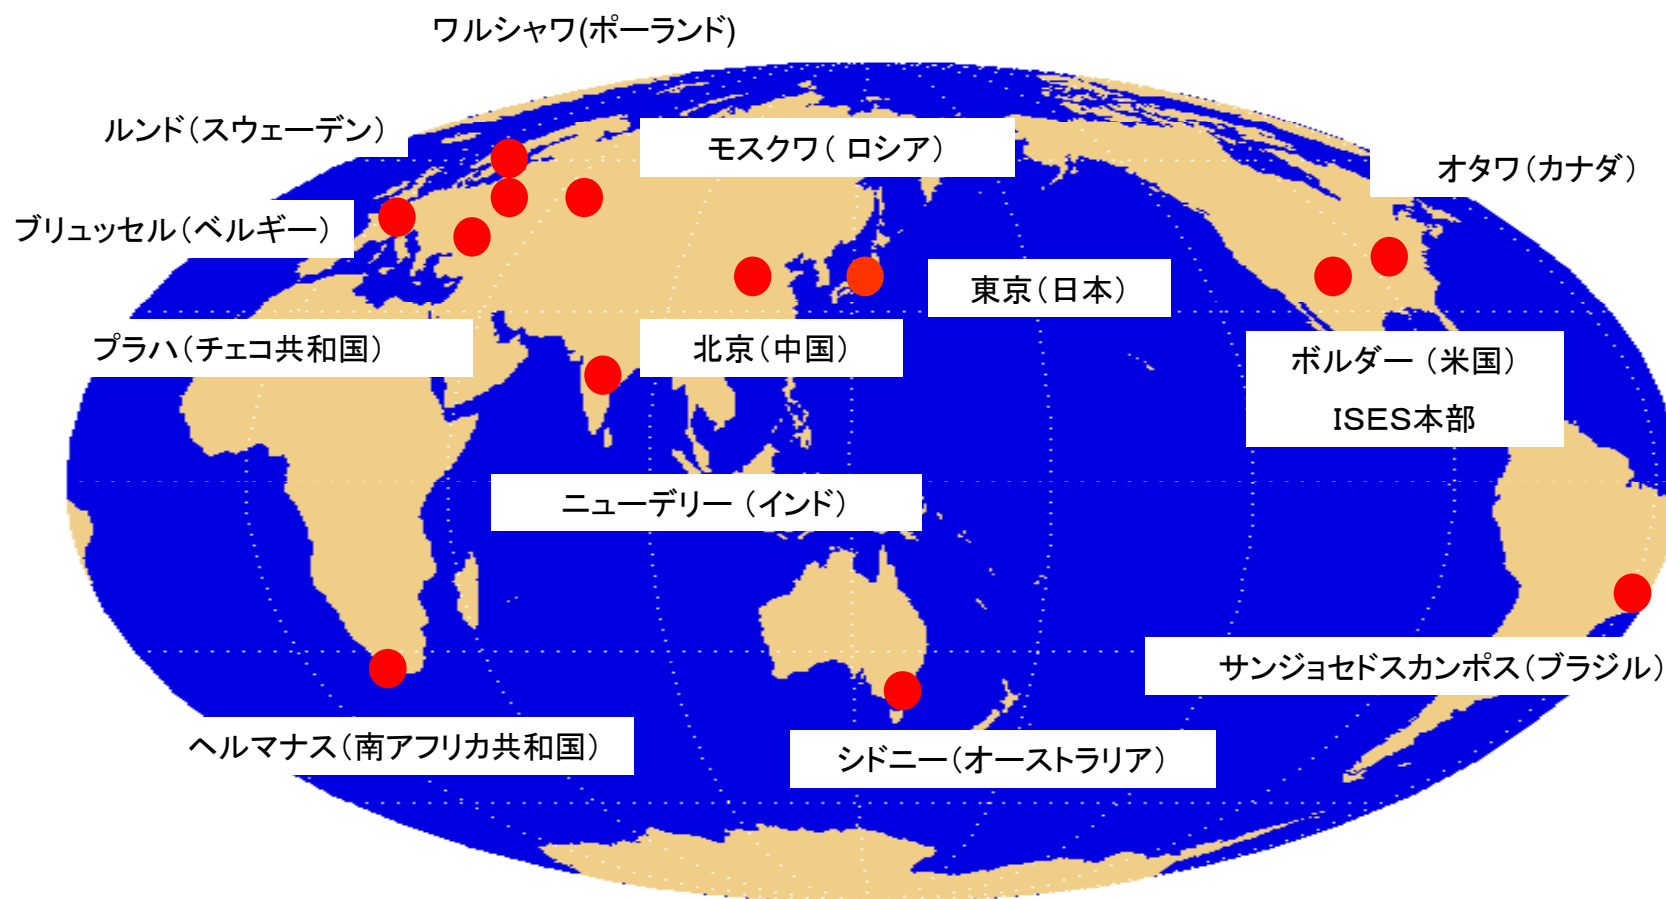 ワルシャワ(ポーランド)
ルンド(スウェーデン)
モスクワ( ロシア)
オタワ(カナダ)
ブリュッセル(ベルギー)
東京(日本)
プラハ(チェコ共和国)
北京(中国)
ボルダー (米国)
ISES本部
ニューデリー (インド)
サンジョセドスカンポス(ブラジル)
ヘルマナス(南アフリカ共和国)
シドニー(オーストラリア)